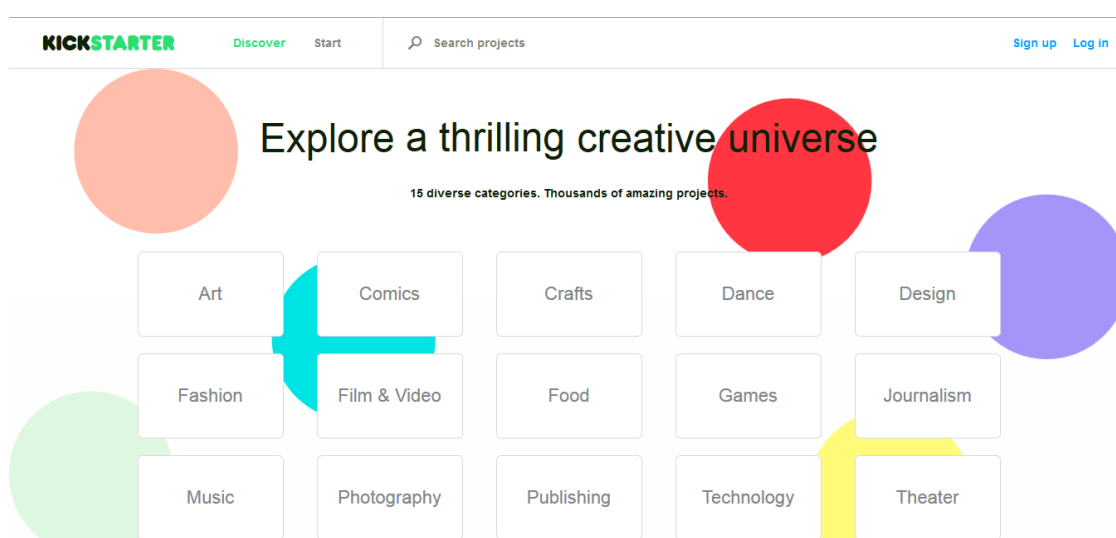 KICKSTARTER Discover Start Search projects Sign up Log in
Explore a thrilling creative universe
15 diverse categories. Thousands of amazing projects.
Art Comics Crafts Dance Design
Fashion Film & Video Food Games Journalism
Music Photography Publishing Technology Theater